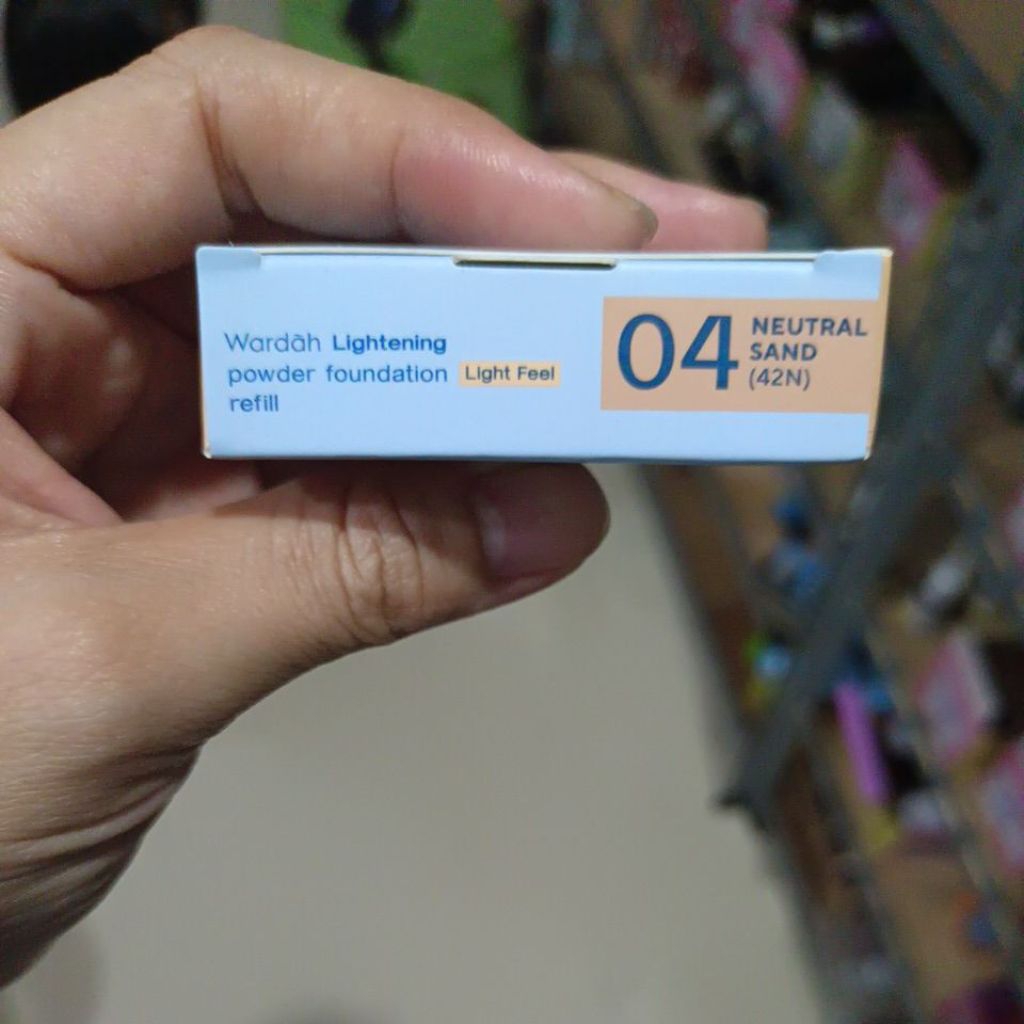 Wardah Lightening
powder foundation Light Feel
refill
04 NEUTRAL
SAND
(42N)